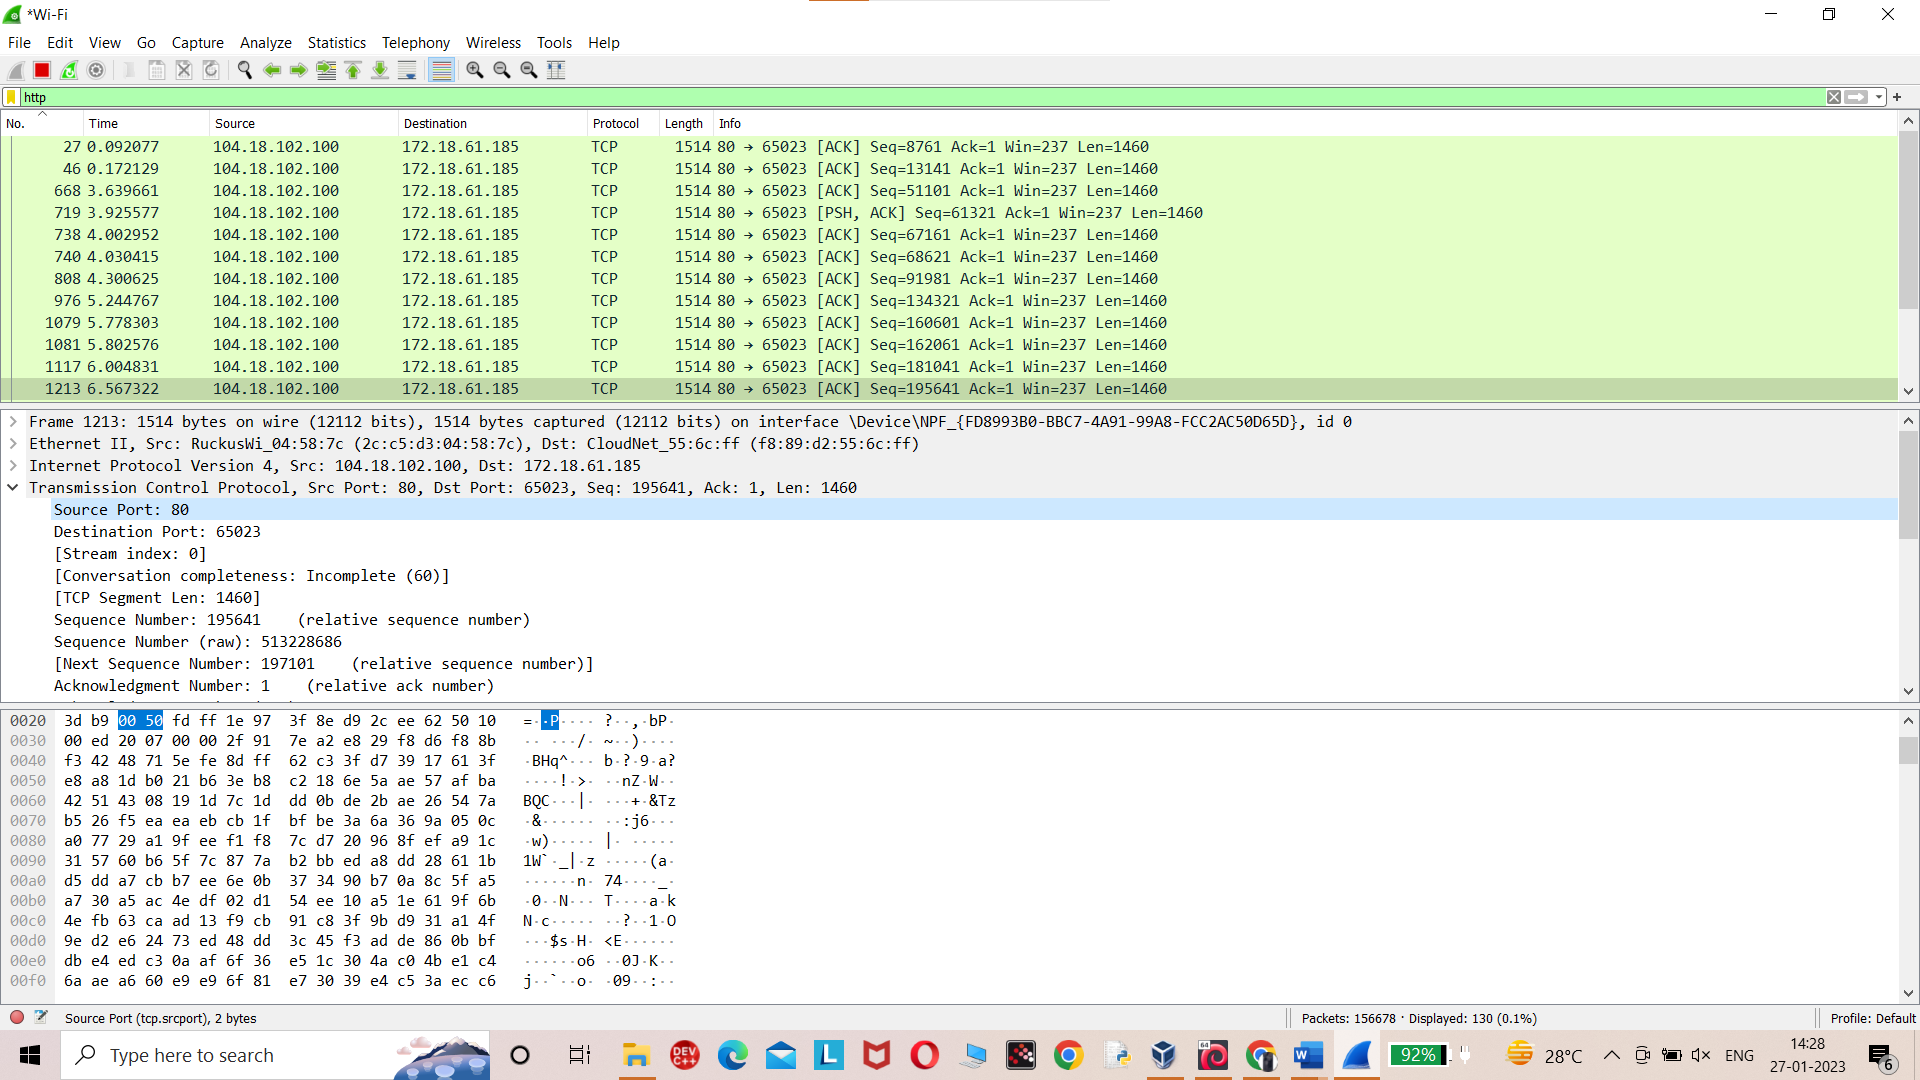 *Wi-Fi
File Edit View Go Capture Analyze Statistics Telephony Wireless Tools Help
http
No. Time Source Destination Protocol Length Info
27 0.092077 104.18.102.100 172.18.61.185 TCP 1514 80 → 65023 [ACK] Seq=8761 Ack=1 Win=237 Len=1460
46 0.172129 104.18.102.100 172.18.61.185 TCP 1514 80 → 65023 [ACK] Seq=13141 Ack=1 Win=237 Len=1460
668 3.639661 104.18.102.100 172.18.61.185 TCP 1514 80 → 65023 [ACK] Seq=51101 Ack=1 Win=237 Len=1460
719 3.925577 104.18.102.100 172.18.61.185 TCP 1514 80 → 65023 [PSH, ACK] Seq=61321 Ack=1 Win=237 Len=1460
738 4.002952 104.18.102.100 172.18.61.185 TCP 1514 80 → 65023 [ACK] Seq=67161 Ack=1 Win=237 Len=1460
740 4.030415 104.18.102.100 172.18.61.185 TCP 1514 80 → 65023 [ACK] Seq=68621 Ack=1 Win=237 Len=1460
808 4.300625 104.18.102.100 172.18.61.185 TCP 1514 80 → 65023 [ACK] Seq=91981 Ack=1 Win=237 Len=1460
976 5.244767 104.18.102.100 172.18.61.185 TCP 1514 80 → 65023 [ACK] Seq=134321 Ack=1 Win=237 Len=1460
1079 5.778303 104.18.102.100 172.18.61.185 TCP 1514 80 → 65023 [ACK] Seq=160601 Ack=1 Win=237 Len=1460
1081 5.802576 104.18.102.100 172.18.61.185 TCP 1514 80 → 65023 [ACK] Seq=162061 Ack=1 Win=237 Len=1460
1117 6.004831 104.18.102.100 172.18.61.185 TCP 1514 80 → 65023 [ACK] Seq=181041 Ack=1 Win=237 Len=1460
1213 6.567322 104.18.102.100 172.18.61.185 TCP 1514 80 → 65023 [ACK] Seq=195641 Ack=1 Win=237 Len=1460
Frame 1213: 1514 bytes on wire (12112 bits), 1514 bytes captured (12112 bits) on interface \Device\NPF_{FD8993B0-BBC7-4A91-99A8-FCC2AC50D65D}, id 0
Ethernet II, Src: RuckusWi_04:58:7c (2c:c5:d3:04:58:7c), Dst: CloudNet_55:6c:ff (f8:89:d2:55:6c:ff)
Internet Protocol Version 4, Src: 104.18.102.100, Dst: 172.18.61.185
Transmission Control Protocol, Src Port: 80, Dst Port: 65023, Seq: 195641, Ack: 1, Len: 1460
Source Port: 80
Destination Port: 65023
[Stream index: 0]
[Conversation completeness: Incomplete (60)]
[TCP Segment Len: 1460]
Sequence Number: 195641 (relative sequence number)
Sequence Number (raw): 513228686
[Next Sequence Number: 197101 (relative sequence number)]
Acknowledgment Number: 1 (relative ack number)
0020 3d b9 00 50 fd ff 1e 97 3f 8e d9 2c ee 62 50 10 =··P···· ?··,·bP·
0030 00 ed 20 07 00 00 2f 91 7e a2 e8 29 f8 d6 f8 8b ·· ···/· ~··)····
0040 f3 42 48 71 5e fe 8d ff 62 c3 3f d7 39 17 61 3f ·BHq^··· b·?·9·a?
0050 e8 a8 1d b0 21 b6 3e b8 c2 18 6e 5a ae 57 af ba ····!·>· ··nZ·W··
0060 42 51 43 08 19 1d 7c 1d dd 0b de 2b ae 26 54 7a BQC···|· ···+·&Tz
0070 b5 26 f5 ea ea eb cb 1f bf be 3a 6a 36 9a 05 0c ·&······ ··:j6···
0080 a0 77 29 a1 9f ee f1 f8 7c d7 20 96 8f ef a9 1c ·w)····· |· ·····
0090 31 57 60 b6 5f 7c 87 7a b2 bb ed a8 dd 28 61 1b 1W`·_|·z ·····(a·
00a0 d5 dd a7 cb b7 ee 6e 0b 37 34 90 b7 0a 8c 5f a5 ······n· 74····_·
00b0 a7 30 a5 ac 4e df 02 d1 54 ee 10 a5 1e 61 9f 6b ·0··N··· T····a·k
00c0 4e fb 63 ca ad 13 f9 cb 91 c8 3f 9b d9 31 a1 4f N·c····· ··?··1·O
00d0 9e d2 e6 24 73 ed 48 dd 3c 45 f3 ad de 86 0b bf ···$s·H· <E······
00e0 db e4 ed c3 0a af 6f 36 e5 1c 30 4a c0 4b e1 c4 ······o6 ··0J·K··
00f0 6a ae a6 60 e9 e9 6f 81 e7 30 39 e4 c5 3a ec c6 j··`··o· ·09··:··
Source Port (tcp.srcport), 2 bytes Packets: 156678 · Displayed: 130 (0.1%) Profile: Default
Type here to search DEV C++ L 64 W 92% 28°C ENG 14:28
27-01-2023 6